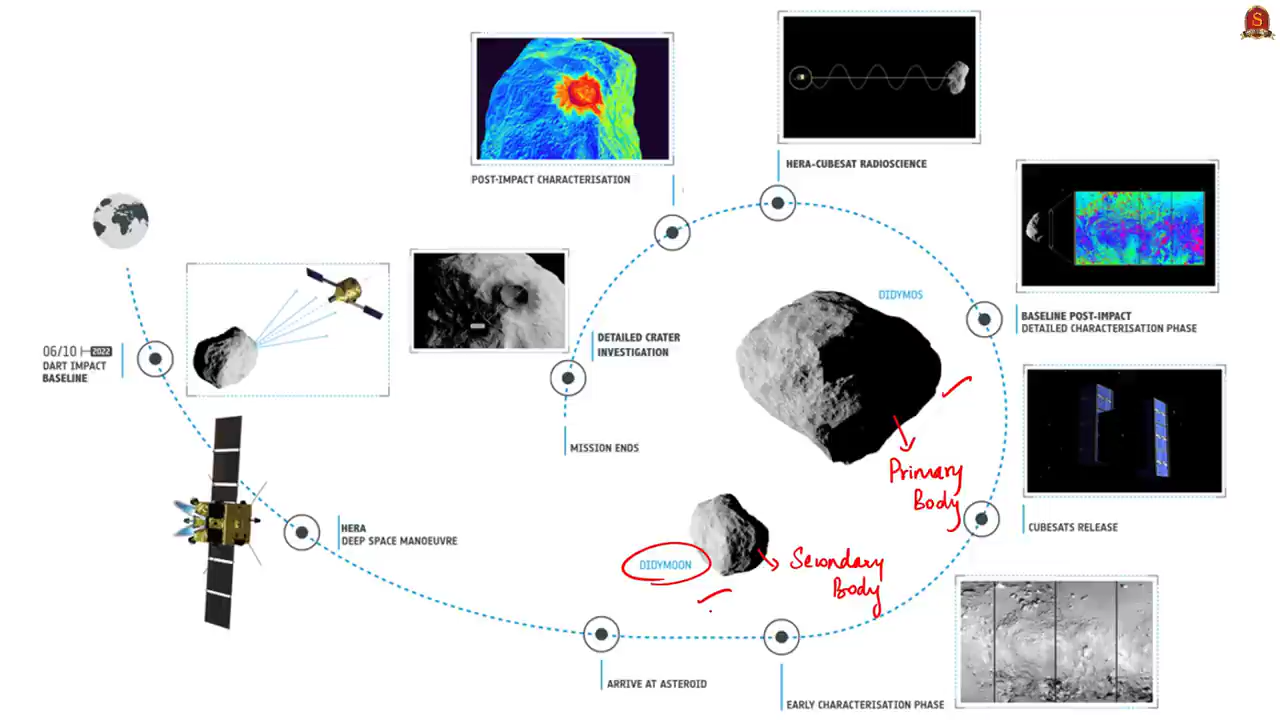 S
POST-IMPACT CHARACTERISATION
HERA-CUBESAT RADIOSCIENCE
DIDYMOS
BASELINE POST-IMPACT
DETAILED CHARACTERISATION PHASE
06/10 2022
DART IMPACT
BASELINE
DETAILED CRATER
INVESTIGATION
MISSION ENDS
Primary
Body
HERA
DEEP SPACE MANOEUVRE
CUBESATS RELEASE
DIDYMOON
Secondary
Body
ARRIVE AT ASTEROID
EARLY CHARACTERISATION PHASE